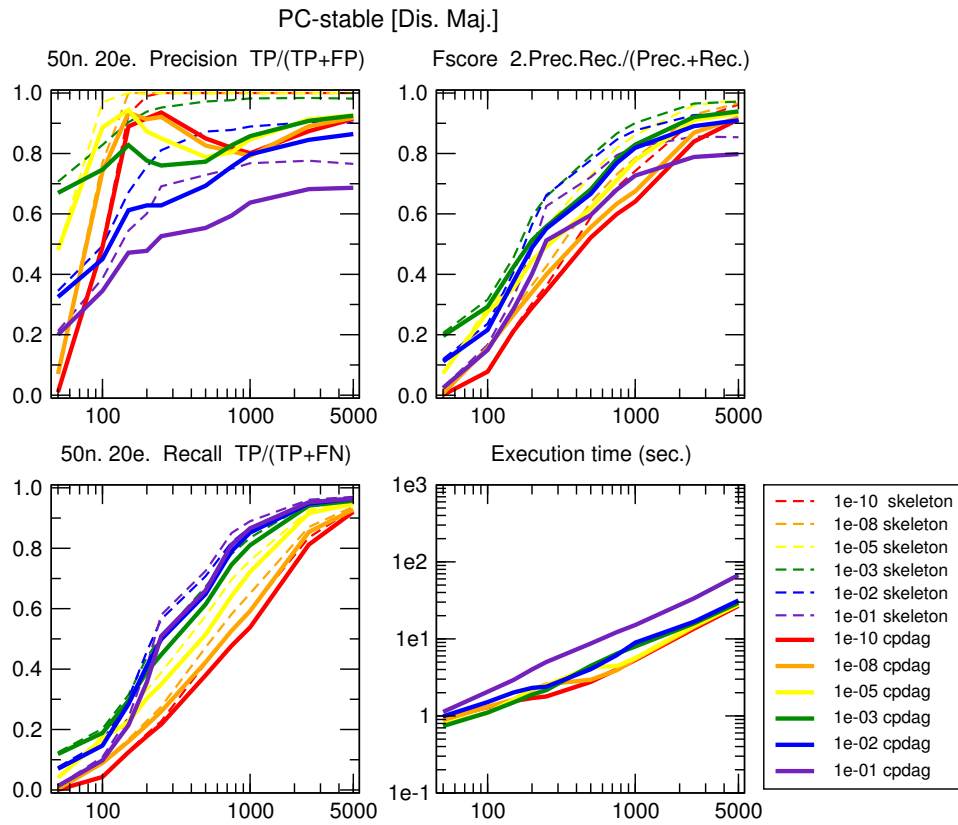 PC-stable [Dis. Maj.]
50n. 20e. Precision TP/(TP+FP)
Fscore 2.Prec.Rec./(Prec.+Rec.)
1.0
0.8
0.6
0.4
0.2
0.0
100
1000
5000
1.0
0.8
0.6
0.4
0.2
0.0
100
1000
5000
50n. 20e. Recall TP/(TP+FN)
Execution time (sec.)
1.0
0.8
0.6
0.4
0.2
0.0
100
1000
5000
1e3
1e2
1e1
1
1e-1
100
1000
5000
1e-10 skeleton
1e-08 skeleton
1e-05 skeleton
1e-03 skeleton
1e-02 skeleton
1e-01 skeleton
1e-10 cpdag
1e-08 cpdag
1e-05 cpdag
1e-03 cpdag
1e-02 cpdag
1e-01 cpdag